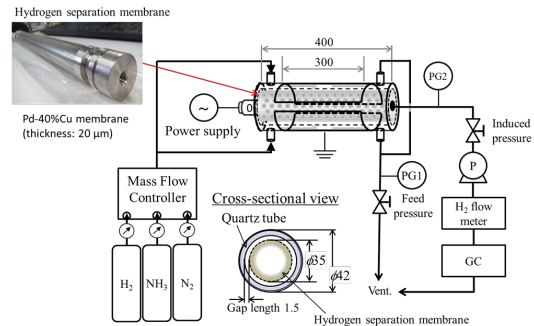 Hydrogen separation membrane
400
300
PG2
Pd-40%Cu membrane
(thickness: 20 μm)
~
Power supply
Induced
pressure
P
PG1
Feed
pressure
Mass Flow
Controller
H2 flow
meter
GC
Cross-sectional view
Quartz tube
ϕ35
ϕ42
Gap length 1.5
H2
NH3
N2
Vent.
Hydrogen separation membrane